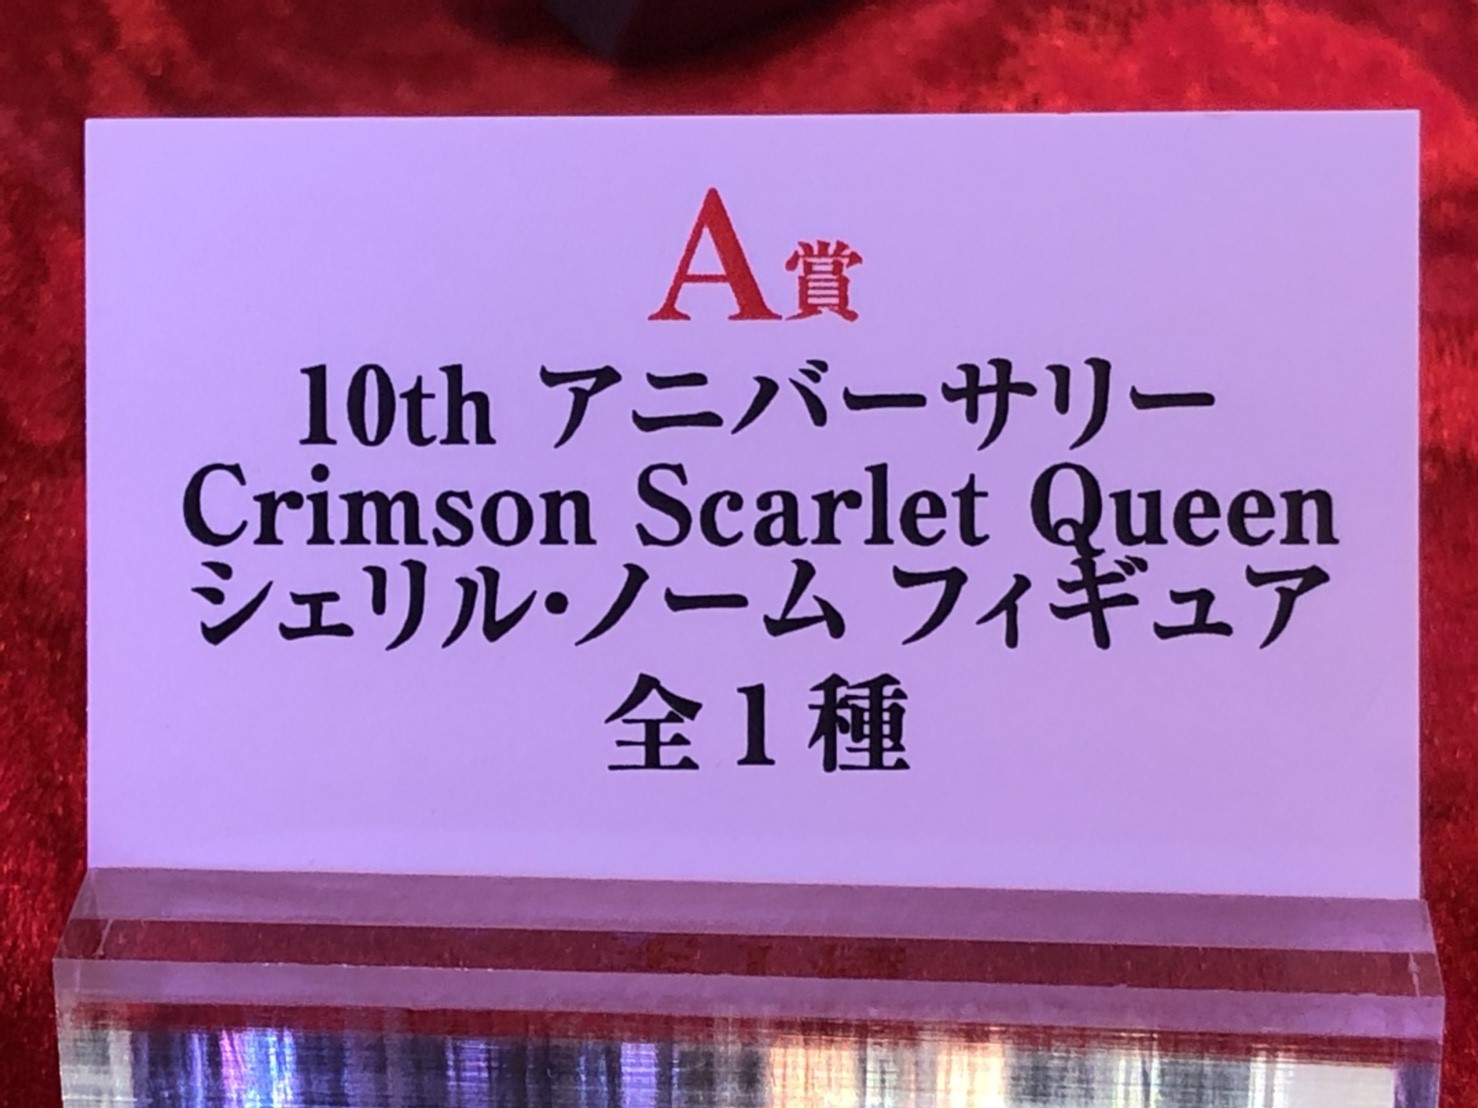 A賞
10th アニバーサリー
Crimson Scarlet Queen
シェリル・ノーム フィギュア
全1種